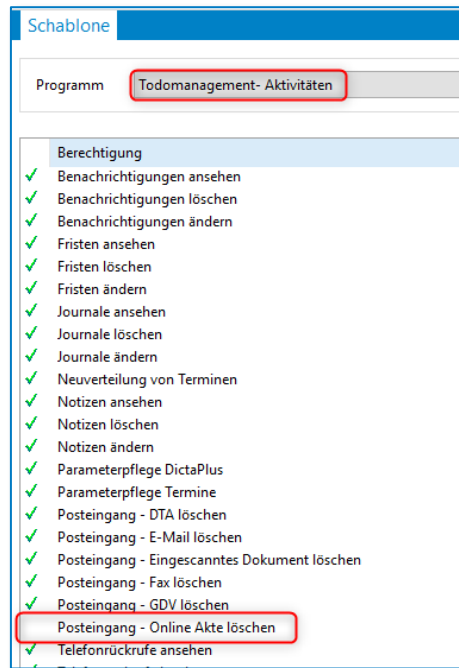 Schablone
Programm Todomanagement- Aktivitäten
Berechtigung
Benachrichtigungen ansehen
Benachrichtigungen löschen
Benachrichtigungen ändern
Fristen ansehen
Fristen löschen
Fristen ändern
Journale ansehen
Journale löschen
Journale ändern
Neuverteilung von Terminen
Notizen ansehen
Notizen löschen
Notizen ändern
Parameterpflege DictaPlus
Parameterpflege Termine
Posteingang - DTA löschen
Posteingang - E-Mail löschen
Posteingang - Eingescanntes Dokument löschen
Posteingang - Fax löschen
Posteingang - GDV löschen
Posteingang - Online Akte löschen
Telefonrückrufe ansehen